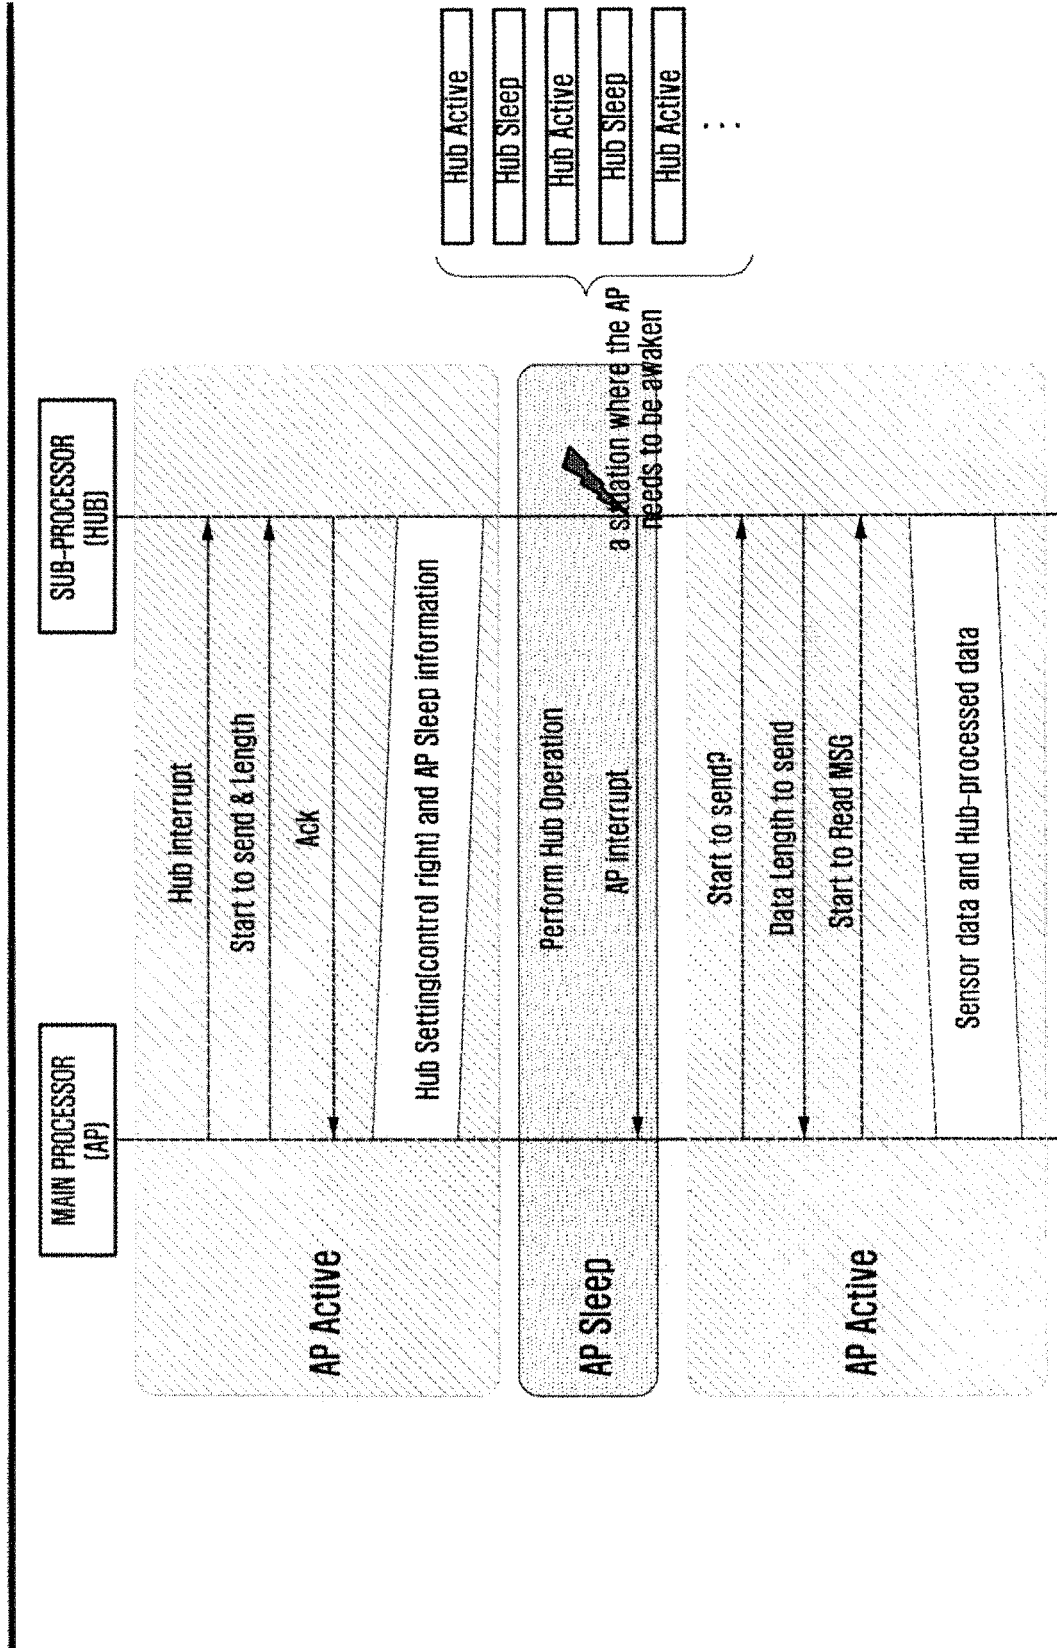 MAIN PROCESSOR
(AP)
SUB-PROCESSOR
(HUB)
AP Active
Hub interrupt
Start to send & Length
Ack
Hub Setting(control right) and AP Sleep information
AP Sleep
Perform Hub Operation
AP interrupt
a situation where the AP
needs to be awaken
Hub Active
Hub Sleep
Hub Active
Hub Sleep
Hub Active
...
AP Active
Start to send?
Data Length to send
Start to Read MSG
Sensor data and Hub-processed data